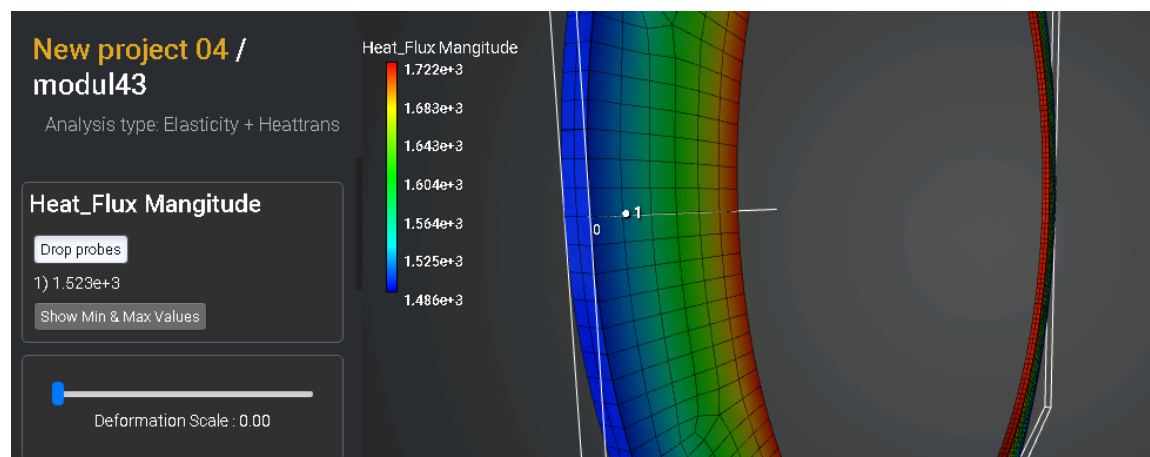 New project 04 /
modul43
Analysis type: Elasticity + Heattrans
Heat_Flux Mangitude
Drop probes
1) 1.523e+3
Show Min & Max Values
Deformation Scale : 0.00
Heat_Flux Mangitude
1.722e+3
1.683e+3
1.643e+3
1.604e+3
1.564e+3
1.525e+3
1.486e+3
1
0